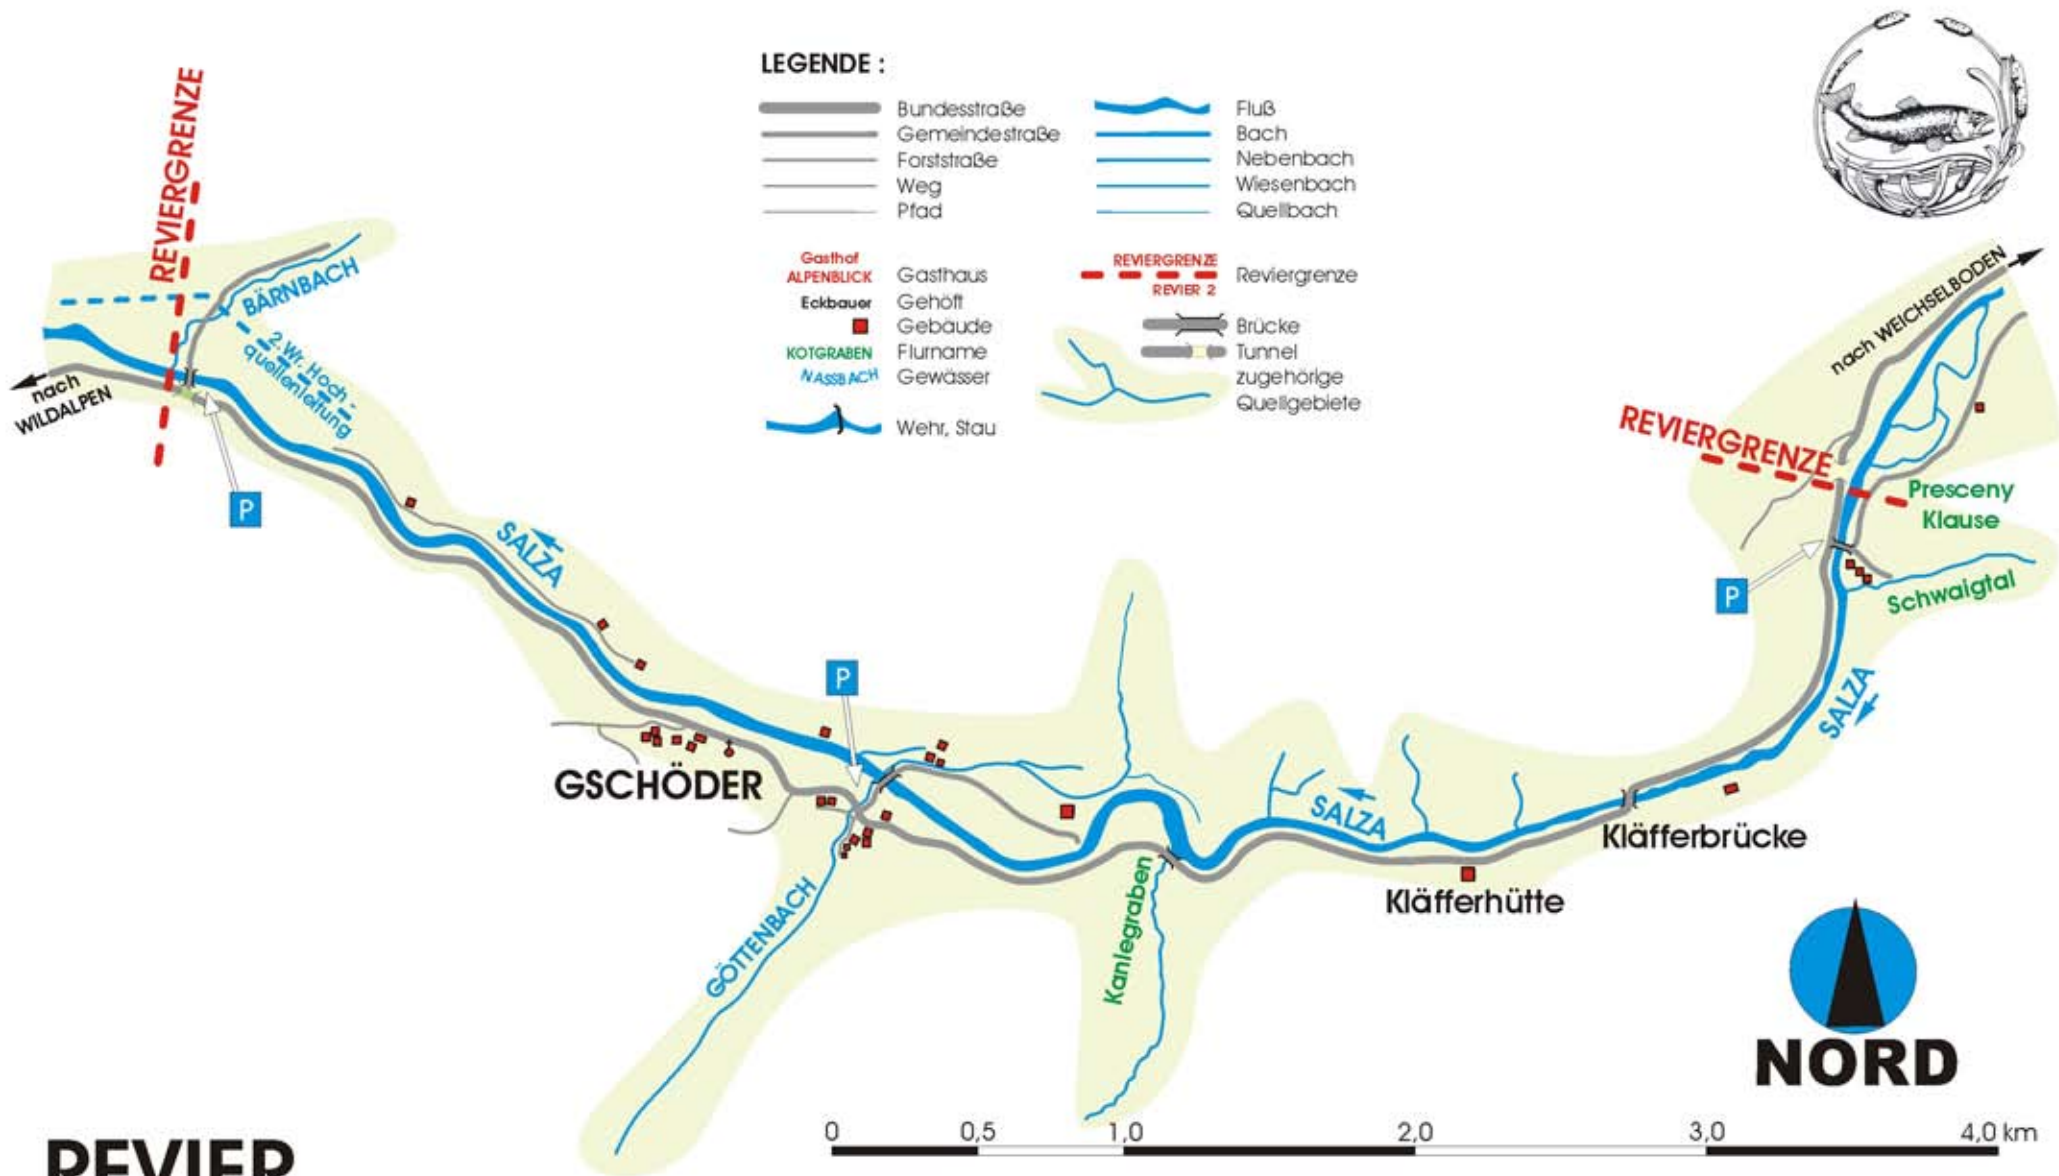 LEGENDE :
Bundesstraße
Gemeindestraße
Forststraße
Weg
Pfad
Fluß
Bach
Nebenbach
Wiesenbach
Quellbach
Gasthof
ALPENBLICK
Gasthaus
Eckbauer
Gehöft
Gebäude
KOTGRABEN
Flurname
NASSBACH
Gewässer
Wehr, Stau
REVIERGRENZE
REVIER 2
Reviergrenze
Brücke
Tunnel
zugehörige
Quellgebiete
REVIERGRENZE
BÄRNBACH
2.Wr. Hoch-
quellenleitung
nach
WILDALPEN
P
SALZA
P
GSCHÖDER
GÖTTENBACH
Kanlegraben
SALZA
Kläfferhütte
Kläfferbrücke
nach WEICHSELBODEN
REVIERGRENZE
Presceny
Klause
P
Schwaigtal
SALZA
NORD
0 0,5 1,0 2,0 3,0 4,0 km
REVIER